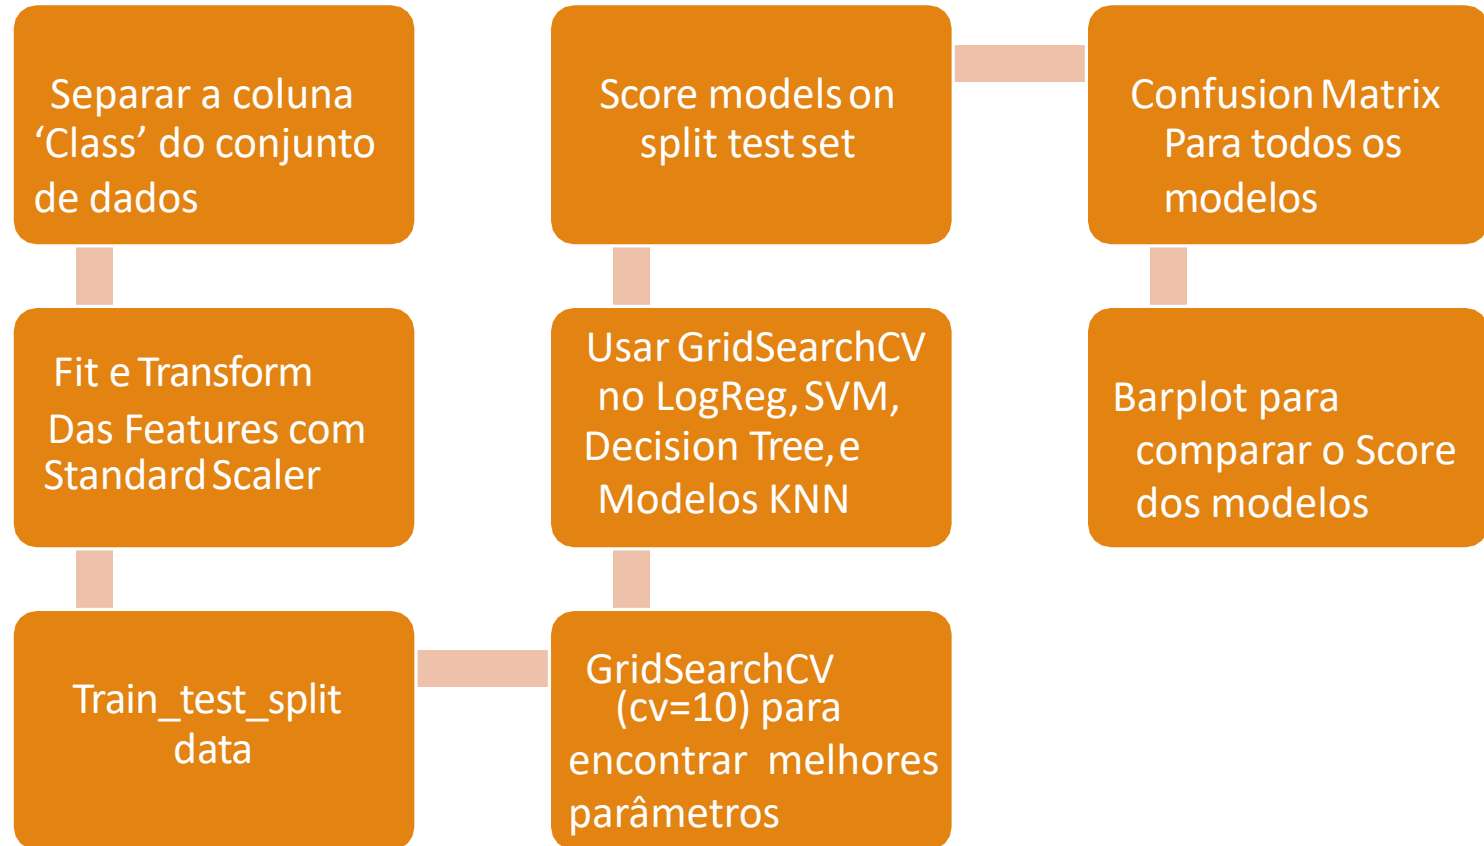 Separar a coluna
‘Class’ do conjunto
de dados
Fit e Transform
Das Features com
Standard Scaler
Train_test_split
data
GridSearchCV
(cv=10) para
encontrar melhores
parâmetros
Usar GridSearchCV
no LogReg, SVM,
Decision Tree, e
Modelos KNN
Score models on
split test set
Confusion Matrix
Para todos os
modelos
Barplot para
comparar o Score
dos modelos